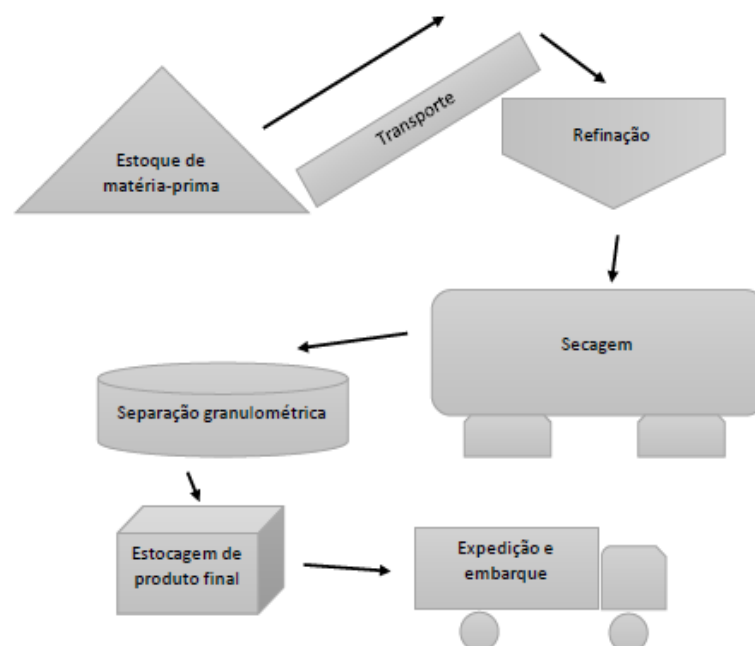 Estoque de
matéria-prima
Transporte
Refinação
Secagem
Separação granulométrica
Estocagem de
produto final
Expedição e
embarque